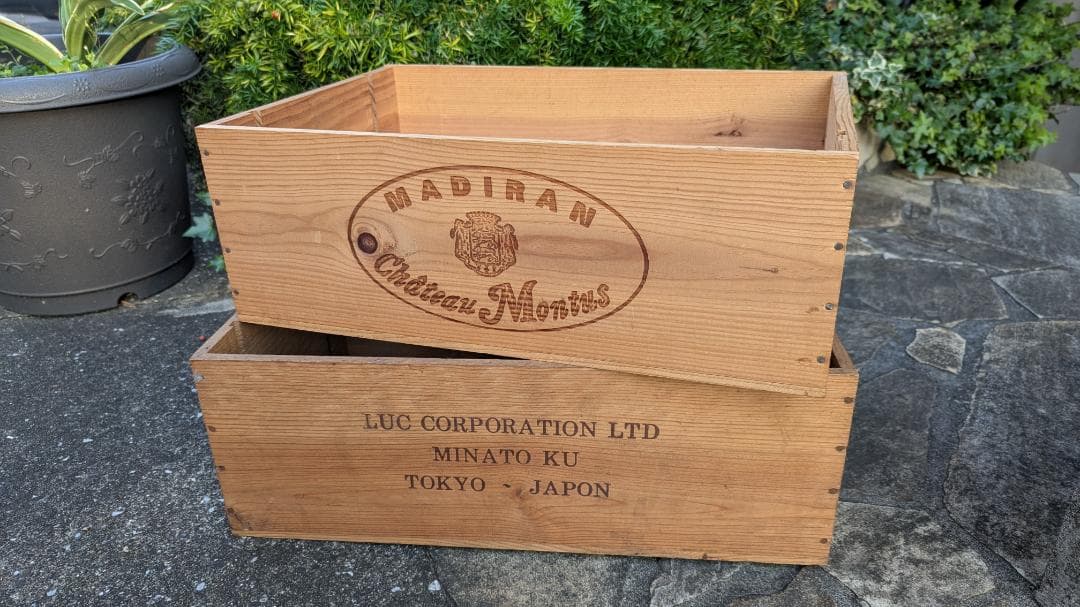 MADIRAN
Château Montus
LUC CORPORATION LTD
MINATO KU
TOKYO - JAPON